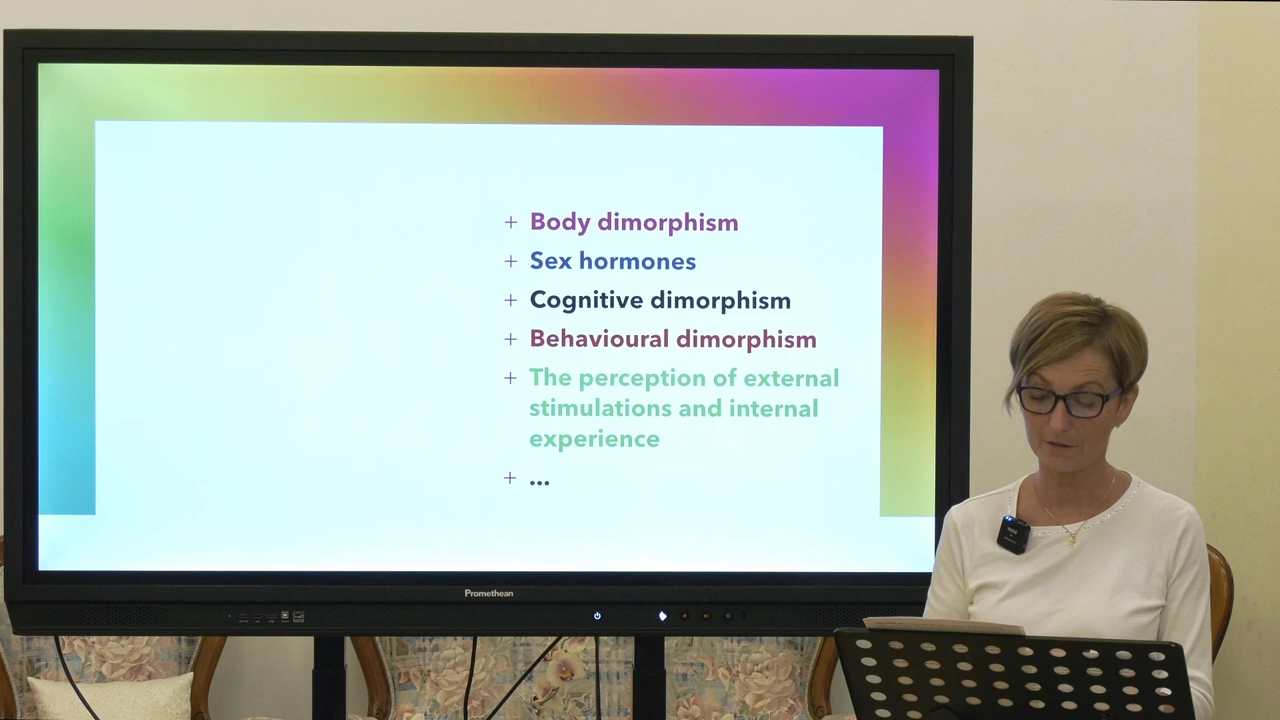 + Body dimorphism
+ Sex hormones
+ Cognitive dimorphism
+ Behavioural dimorphism
+ The perception of external
stimulations and internal
experience
+ ...
Promethean